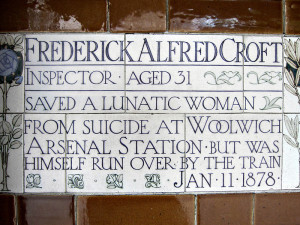 FREDERICK ALFRED CROFT
INSPECTOR · AGED 31
SAVED A LUNATIC WOMAN
FROM SUICIDE AT WOOLWICH
ARSENAL STATION · BUT WAS
HIMSELF RUN OVER BY THE TRAIN
JAN · 11 · 1878 ·